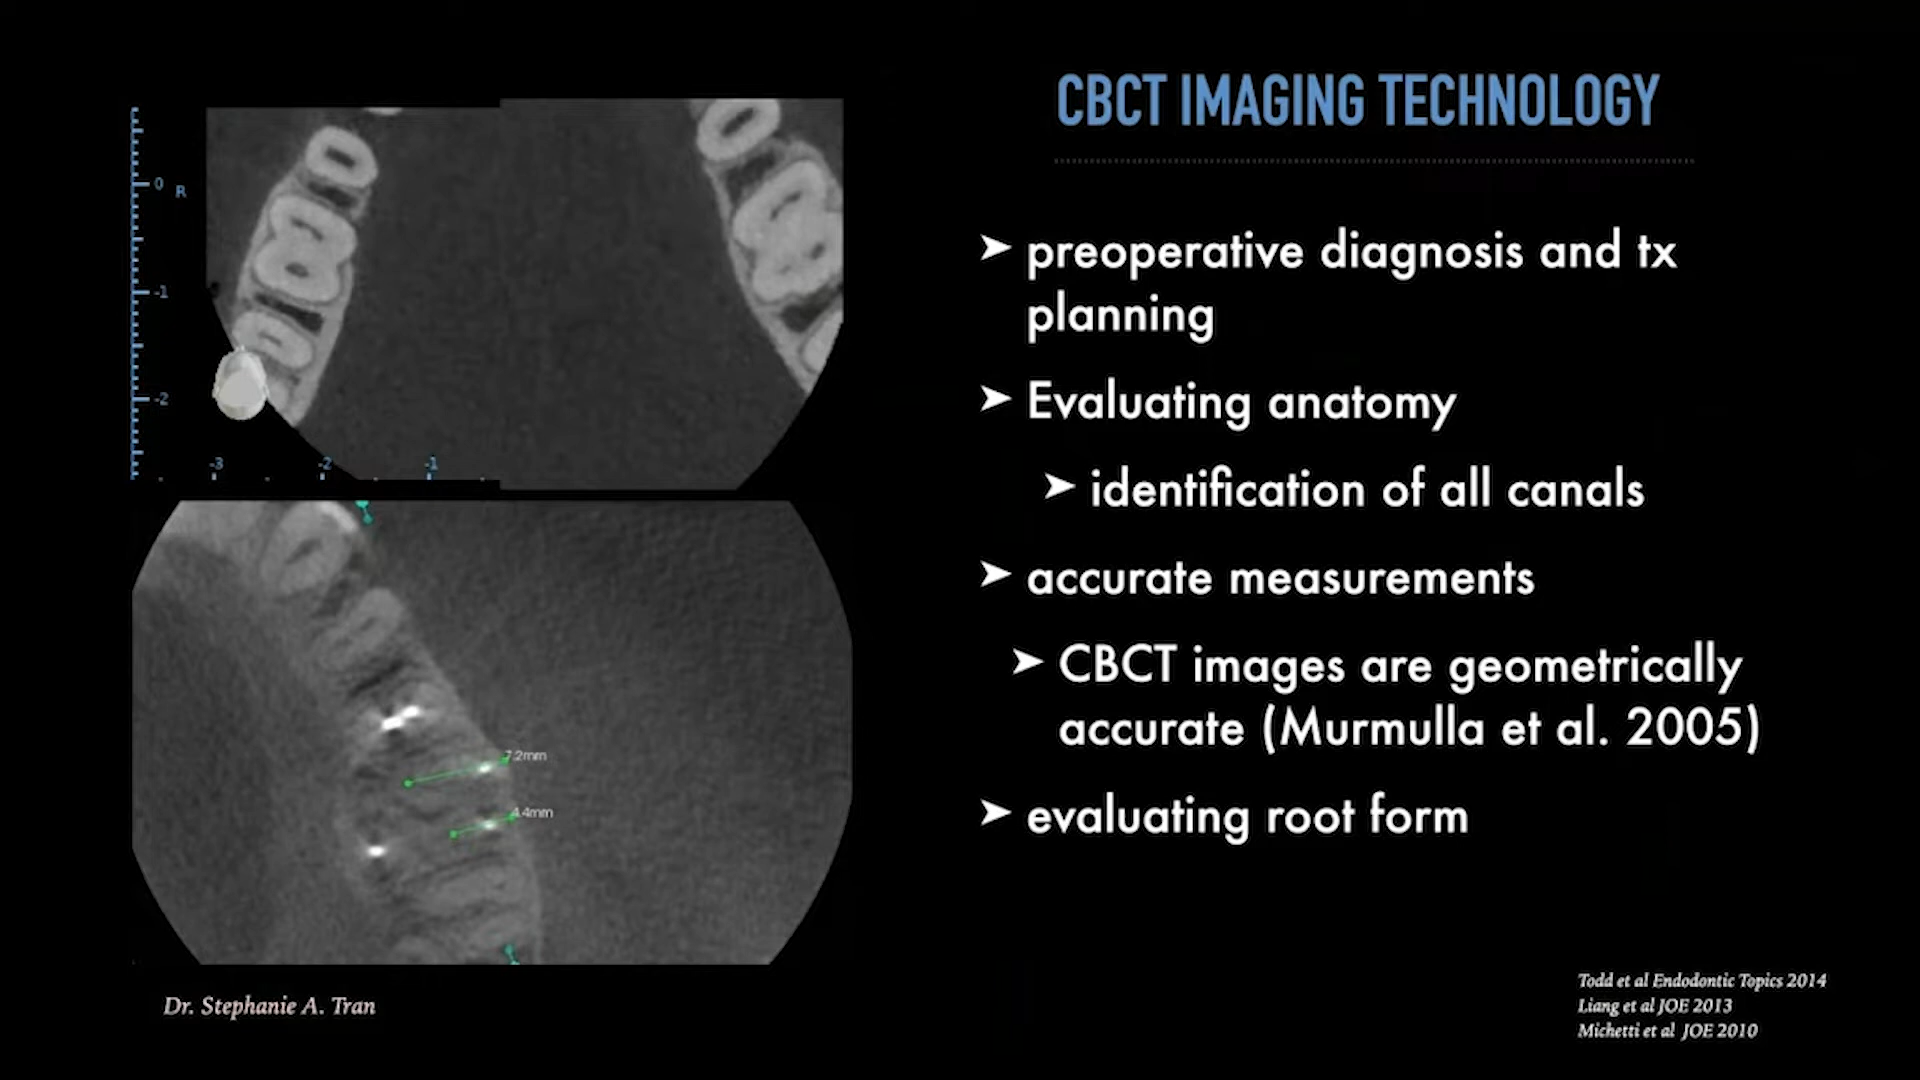 CBCT IMAGING TECHNOLOGY
0 R
-1
-2
-3 -2 -1
7.2mm
4.4mm
➤ preoperative diagnosis and tx
planning
➤ Evaluating anatomy
➤ identification of all canals
➤ accurate measurements
➤ CBCT images are geometrically
accurate (Murmulla et al. 2005)
➤ evaluating root form
Dr. Stephanie A. Tran
Todd et al Endodontic Topics 2014
Liang et al JOE 2013
Michetti et al JOE 2010